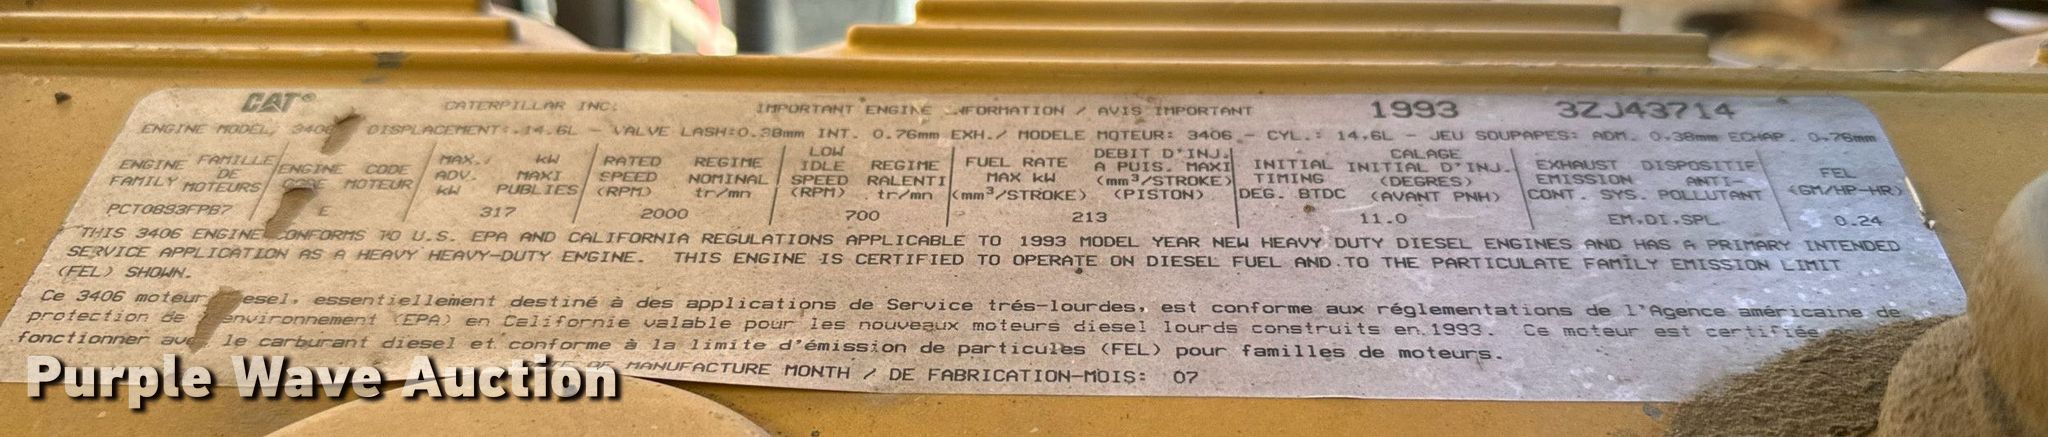 CAT® CATERPILLAR INC. IMPORTANT ENGINE INFORMATION / AVIS IMPORTANT 1993 3ZJ43714
ENGINE MODEL, 3406 DISPLACEMENT: 14.6L - VALVE LASH:0.38mm INT. 0.76mm EXH./ MODELE MOTEUR: 3406 - CYL.: 14.6L - JEU SOUPAPES: ADM. 0.38mm ECHAP. 0.76mm
ENGINE FAMILY FAMILLE DE MOTEURS
ENGINE CODE CODE MOTEUR
MAX. ADV. kW kW MAXI PUBLIES
RATED SPEED (RPM) REGIME NOMINAL tr/mn
LOW IDLE SPEED (RPM) REGIME RALENTI tr/mn
FUEL RATE MAX kW (mm³/STROKE) DEBIT D'INJ. A PUIS. MAXI (mm³/STROKE) (PISTON)
INITIAL TIMING DEG. BTDC CALAGE INITIAL D'INJ. (DEGRES) (AVANT PNH)
EXHAUST EMISSION CONT. SYS. DISPOSITIF ANTI- POLLUTANT
FEL (GM/HP-HR)
PCT0893FPB7 E 317 2000 700 213 11.0 EM,DI,SPL 0.24
THIS 3406 ENGINE CONFORMS TO U.S. EPA AND CALIFORNIA REGULATIONS APPLICABLE TO 1993 MODEL YEAR NEW HEAVY DUTY DIESEL ENGINES AND HAS A PRIMARY INTENDED
SERVICE APPLICATION AS A HEAVY HEAVY-DUTY ENGINE. THIS ENGINE IS CERTIFIED TO OPERATE ON DIESEL FUEL AND TO THE PARTICULATE FAMILY EMISSION LIMIT
(FEL) SHOWN.
Ce 3406 moteur essentiellement destiné à des applications de Service trés-lourdes, est conforme aux réglementations de l'Agence américaine de
protection de environnement (EPA) en Californie valable pour les nouveaux moteurs diesel lourds construits en 1993. Ce moteur est certifiée
fonctionner avec le carburant diesel et conforme à la limite d'émission de particules (FEL) pour familles de moteurs.
OF MANUFACTURE MONTH / DE FABRICATION-MOIS: 07
Purple Wave Auction